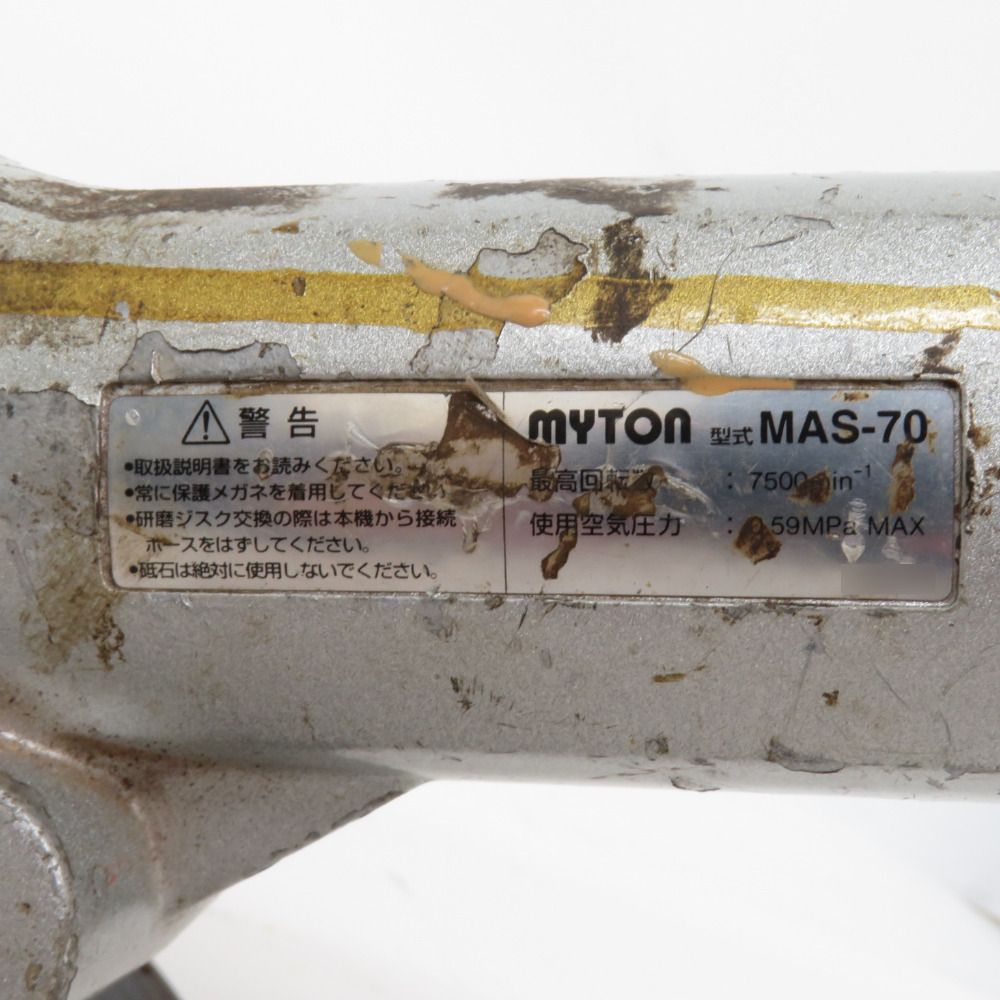 警告
•取扱説明書をお読みください。
•常に保護メガネを着用してください
•研磨ジスク交換の際は本機から接続
ホースをはずしてください。
•砥石は絶対に使用しないでください。
MYTON 型式 MAS-70
最高回転 : 7500min⁻¹
使用空気圧力 : 0.59MPa MAX